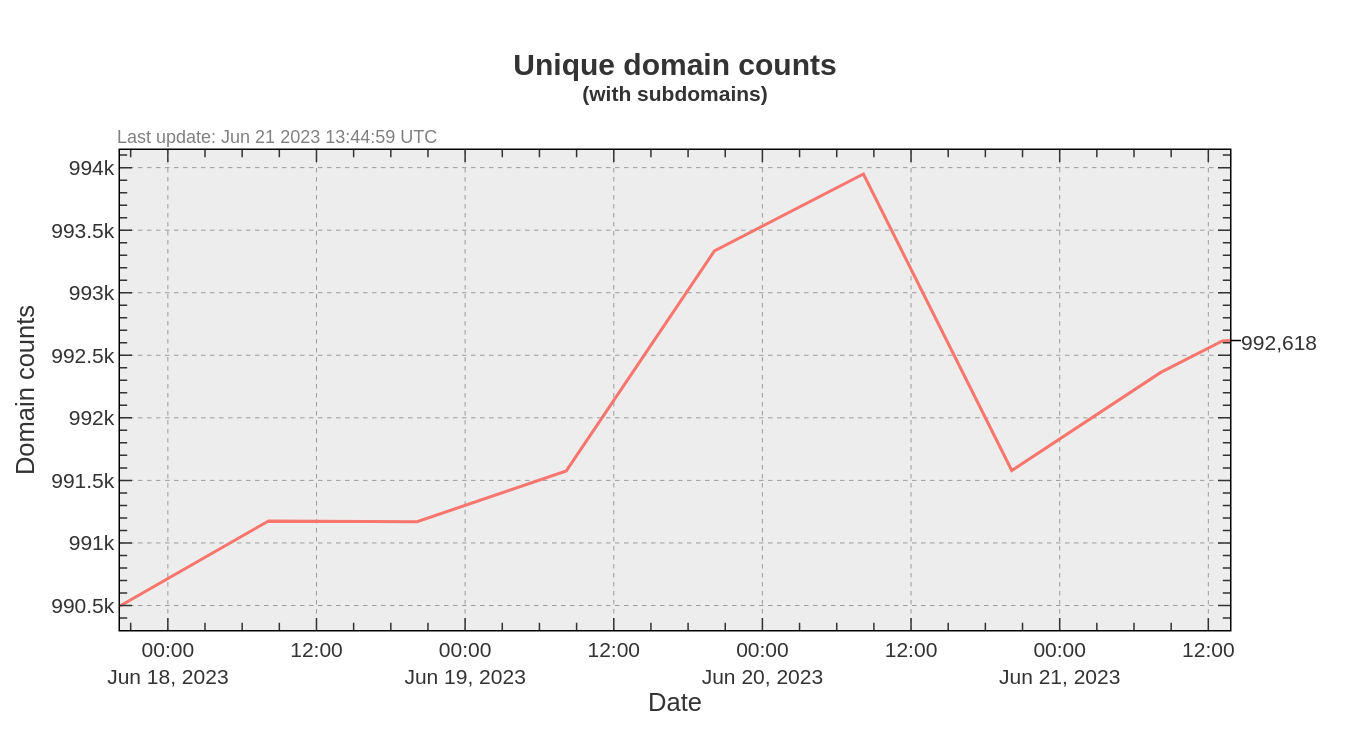 Unique domain counts
(with subdomains)
Last update: Jun 21 2023 13:44:59 UTC
994k
993.5k
993k
992.5k
992k
991.5k
991k
990.5k
Domain counts
992,618
00:00 12:00 00:00 12:00 00:00 12:00 00:00 12:00
Jun 18, 2023 Jun 19, 2023 Jun 20, 2023 Jun 21, 2023
Date